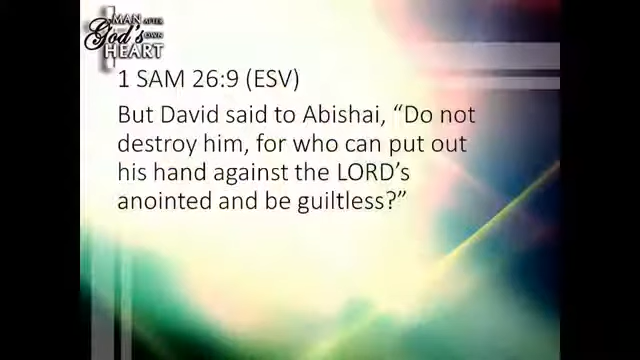 A MAN AFTER
God's OWN
HEART
1 SAM 26:9 (ESV)
But David said to Abishai, “Do not
destroy him, for who can put out
his hand against the LORD’s
anointed and be guiltless?”